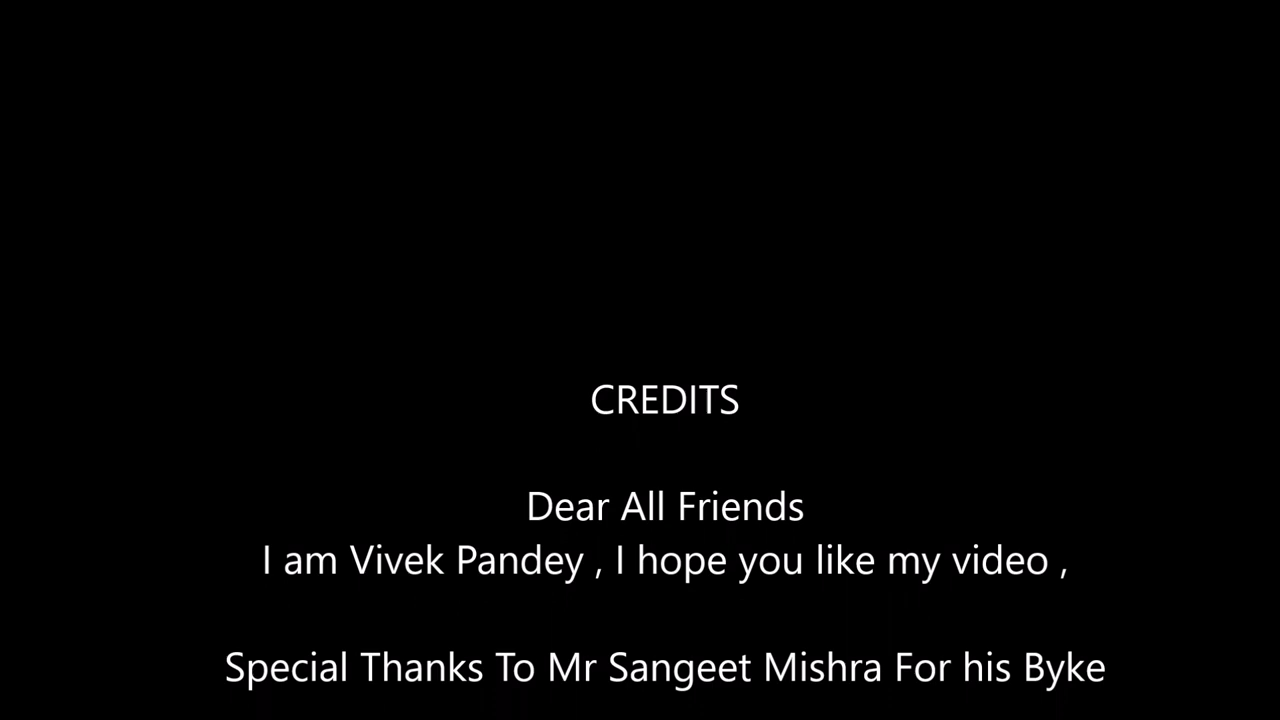 CREDITS
Dear All Friends
I am Vivek Pandey , I hope you like my video ,
Special Thanks To Mr Sangeet Mishra For his Byke